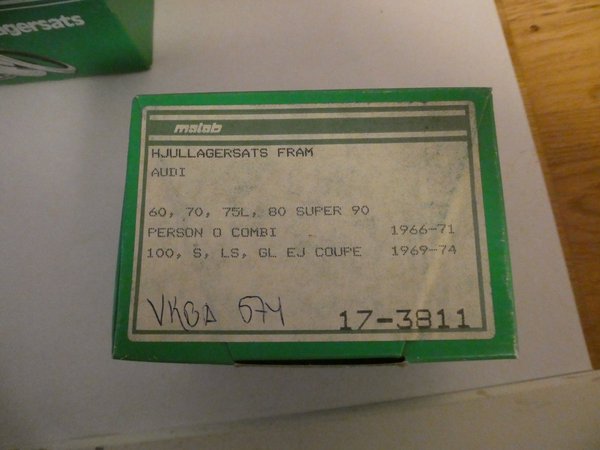 agersats
malab
HJULLAGERSATS FRAM
AUDI
60, 70, 75L, 80 SUPER 90
PERSON O COMBI 1966-71
100, S, LS, GL EJ COUPE 1969-74
VKBA 574 17-3811